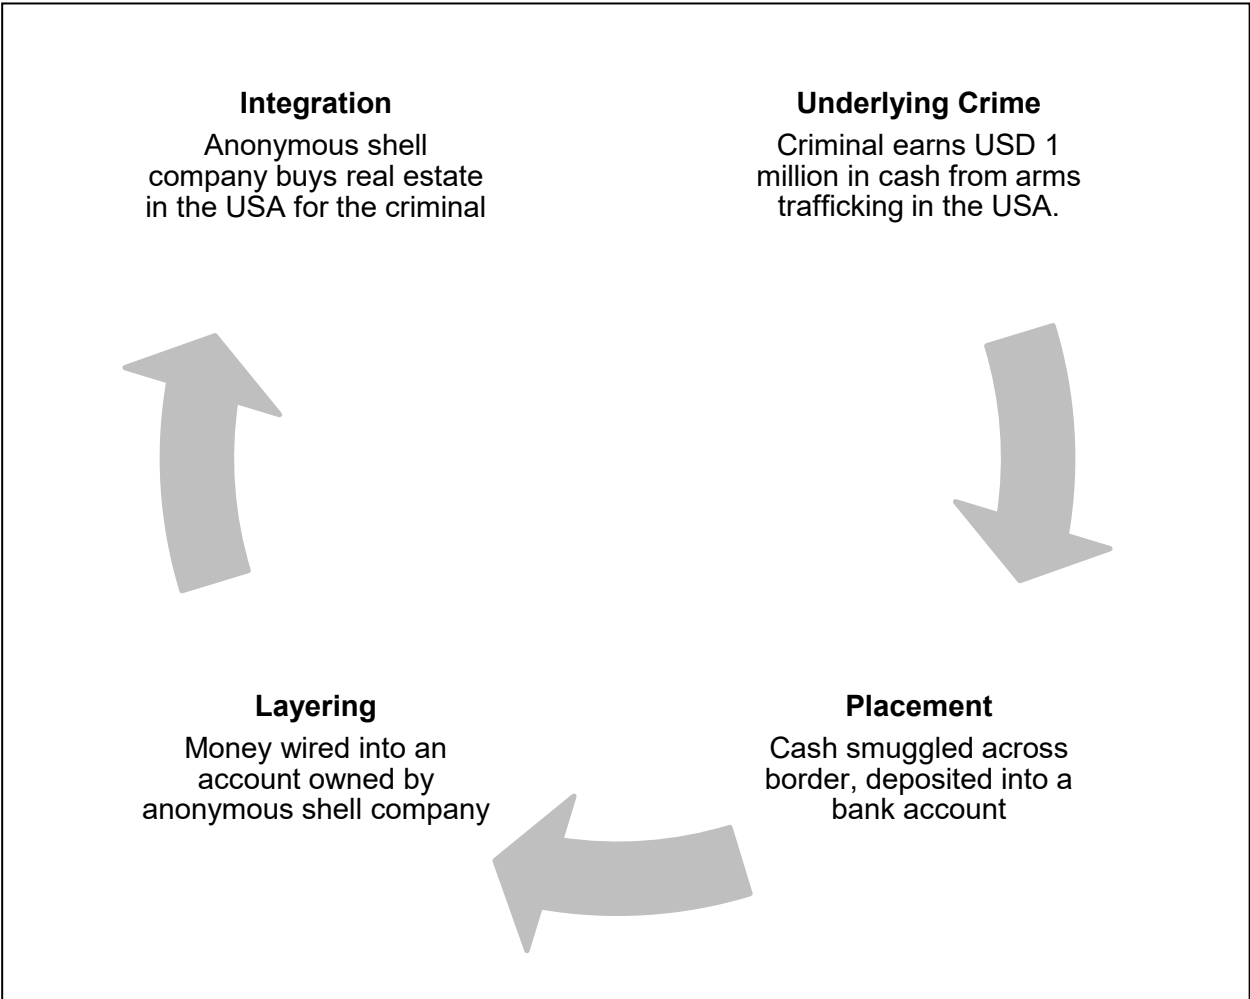 Integration
Anonymous shell
company buys real estate
in the USA for the criminal
Underlying Crime
Criminal earns USD 1
million in cash from arms
trafficking in the USA.
Layering
Money wired into an
account owned by
anonymous shell company
Placement
Cash smuggled across
border, deposited into a
bank account